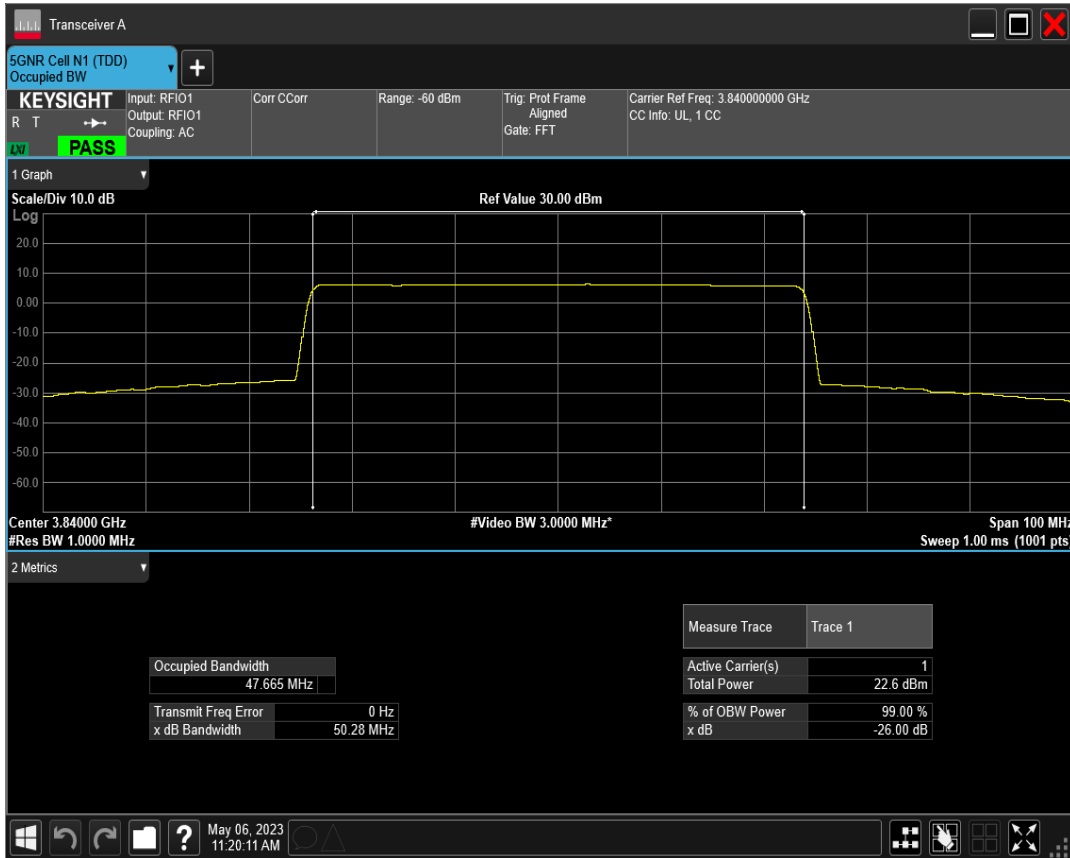 Transceiver A
5GNR Cell N1 (TDD)
Occupied BW
+
KEYSIGHT
R T
LXI
PASS
Input: RFIO1
Output: RFIO1
Coupling: AC
Corr CCorr
Range: -60 dBm
Trig: Prot Frame
Aligned
Gate: FFT
Carrier Ref Freq: 3.840000000 GHz
CC Info: UL, 1 CC
1 Graph
Scale/Div 10.0 dB
Ref Value 30.00 dBm
Log
20.0
10.0
0.00
-10.0
-20.0
-30.0
-40.0
-50.0
-60.0
Center 3.84000 GHz
#Video BW 3.0000 MHz*
Span 100 MHz
#Res BW 1.0000 MHz
Sweep 1.00 ms (1001 pts)
2 Metrics
Measure Trace Trace 1
Occupied Bandwidth
47.665 MHz
Transmit Freq Error 0 Hz
x dB Bandwidth 50.28 MHz
Active Carrier(s) 1
Total Power 22.6 dBm
% of OBW Power 99.00 %
x dB -26.00 dB
?
May 06, 2023
11:20:11 AM